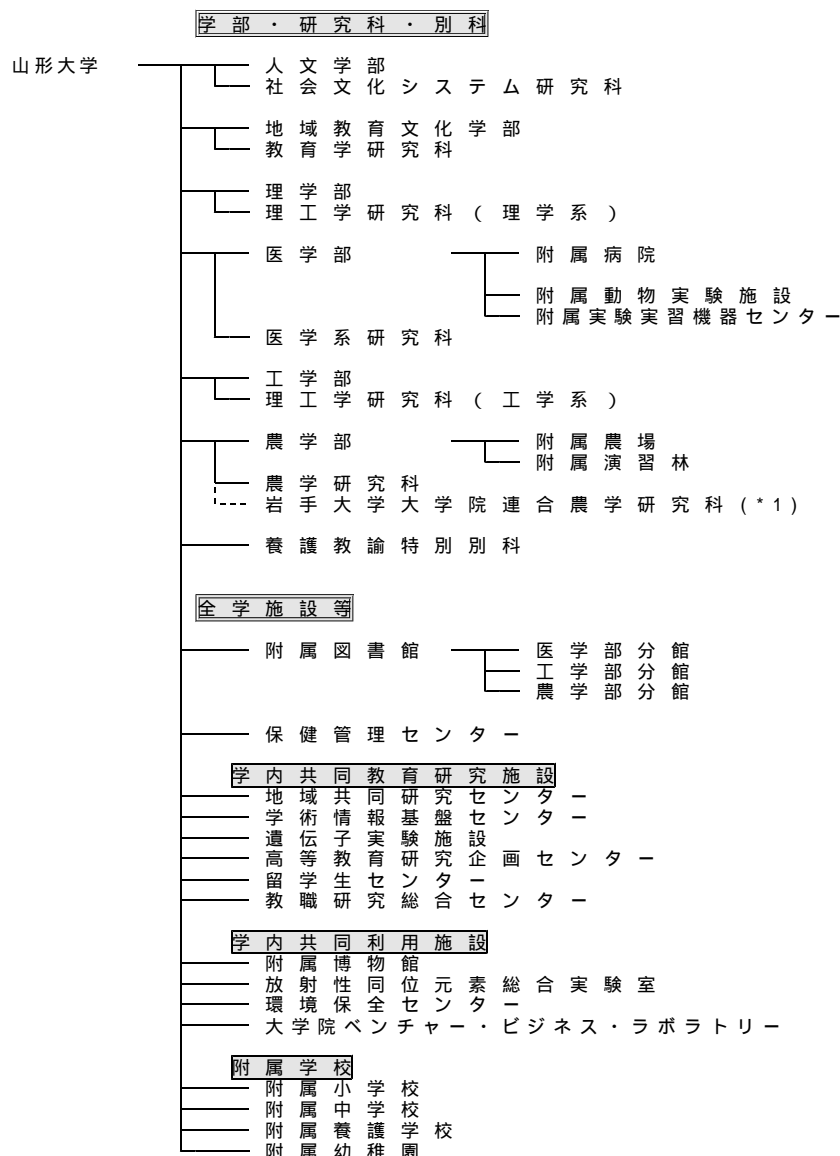 学部・研究科・別科
山形大学 人文学部
社会文化システム研究科
地域教育文化学部
教育学研究科
理学部
理工学研究科(理学系)
医学部 附属病院
附属動物実験施設
附属実験実習機器センター
医学系研究科
工学部
理工学研究科(工学系)
農学部 附属農場
附属演習林
農学研究科
岩手大学大学院連合農学研究科(*1)
養護教諭特別別科
全学施設等
附属図書館 医学部分館
工学部分館
農学部分館
保健管理センター
学内共同教育研究施設
地域共同研究センター
学術情報基盤センター
遺伝子実験施設
高等教育研究企画センター
留学生センター
教職研究総合センター
学内共同利用施設
附属博物館
放射性同位元素総合実験室
環境保全センター
大学院ベンチャー・ビジネス・ラボラトリー
附属学校
附属小学校
附属中学校
附属養護学校
附属幼稚園